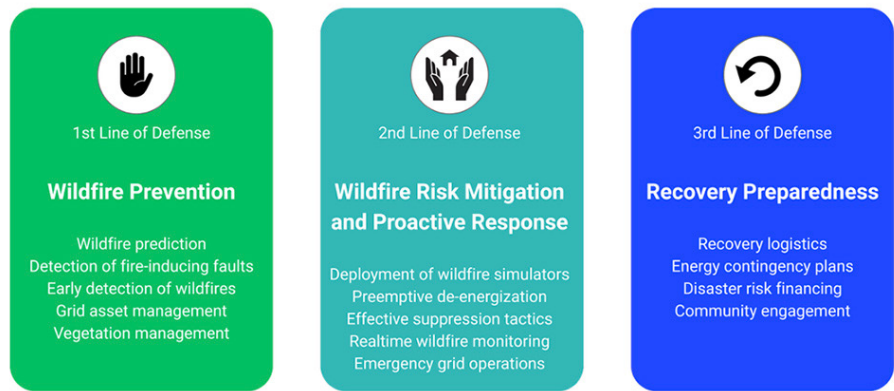 1st Line of Defense
Wildfire Prevention
Wildfire prediction
Detection of fire-inducing faults
Early detection of wildfires
Grid asset management
Vegetation management
2nd Line of Defense
Wildfire Risk Mitigation
and Proactive Response
Deployment of wildfire simulators
Preemptive de-energization
Effective suppression tactics
Realtime wildfire monitoring
Emergency grid operations
3rd Line of Defense
Recovery Preparedness
Recovery logistics
Energy contingency plans
Disaster risk financing
Community engagement